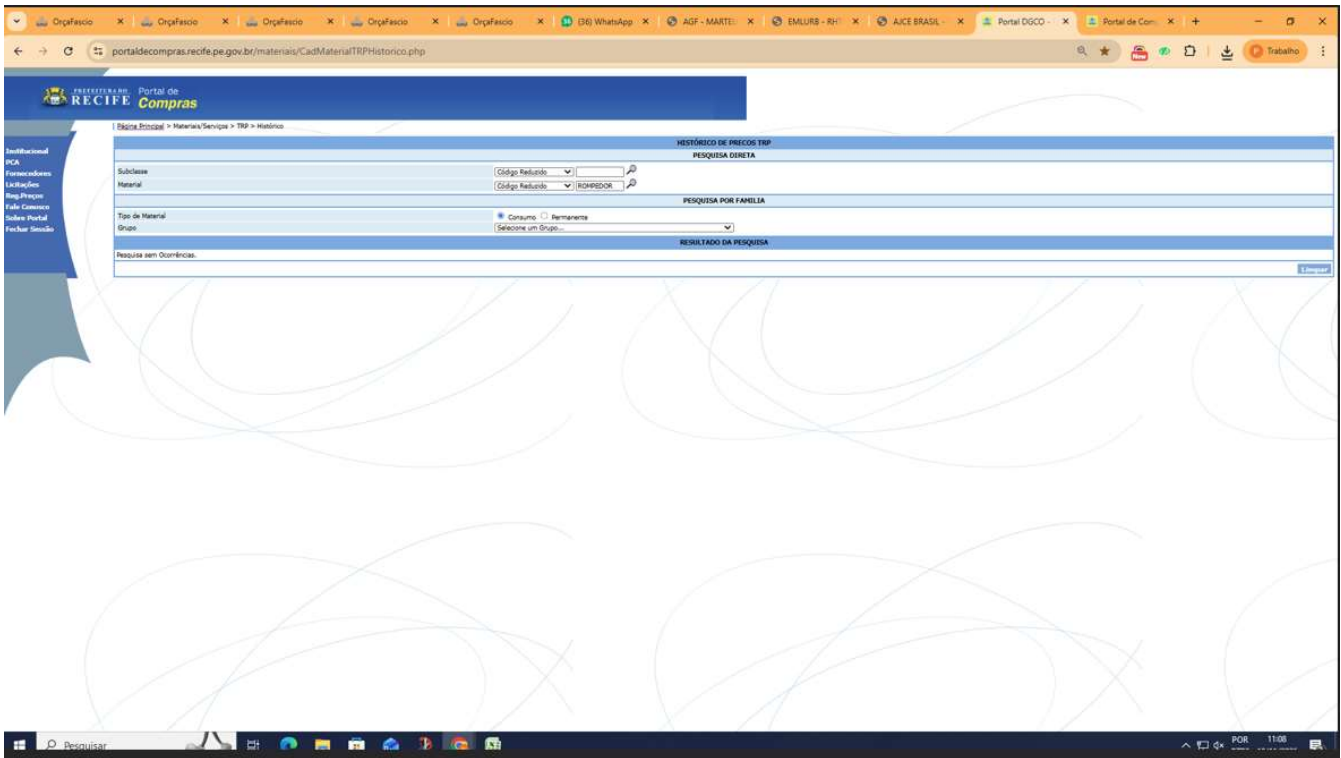 OrçaFascio
OrçaFascio
OrçaFascio
OrçaFascio
OrçaFascio
(36) WhatsApp
AGF - MARTE
EMLURB - RH
AJCE BRASIL -
Portal DGCO -
Portal de Com
portaldecompras.recife.pe.gov.br/materiais/CadMaterialTRPHistorico.php
New
Trabalho
PREFEITURA DO
RECIFE
Portal de
Compras
| Página Principal > Materiais/Serviços > TRP > Histórico
Institucional
PCA
Fornecedores
Licitações
Reg.Preços
Fale Conosco
Sobre Portal
Fechar Sessão
HISTÓRICO DE PRECOS TRP
PESQUISA DIRETA
Subclasse Código Reduzido
Material Código Reduzido ROMPEDOR
PESQUISA POR FAMILIA
Tipo de Material Consumo Permanente
Grupo Selecione um Grupo...
RESULTADO DA PESQUISA
Pesquisa sem Ocorrências.
Limpar
Pesquisar
POR
11:08